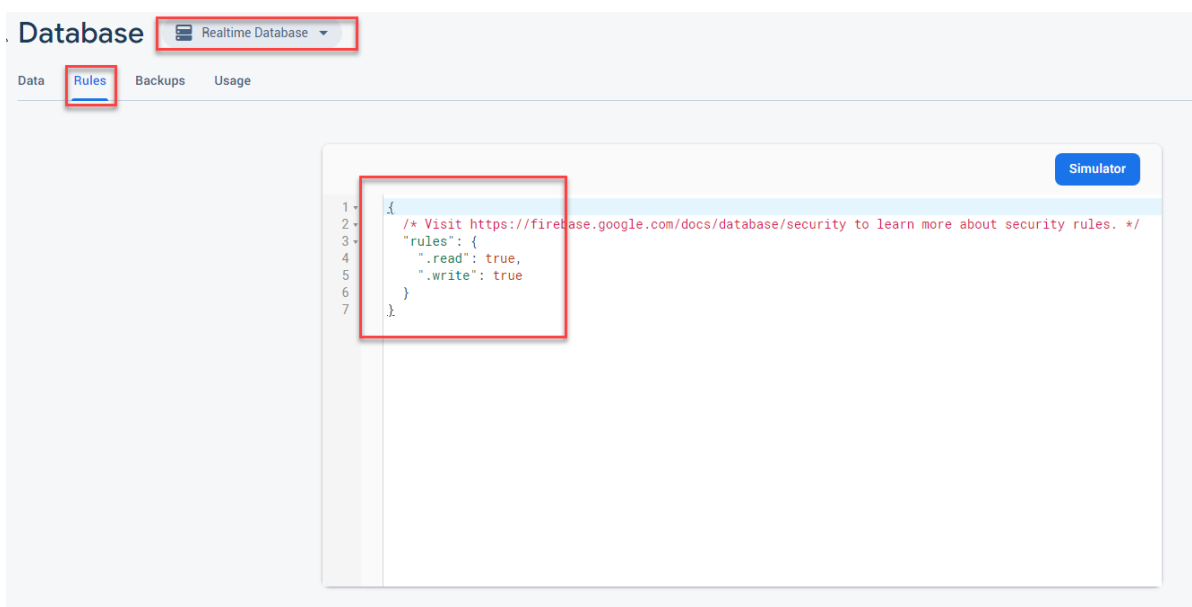 Database Realtime Database
Data Rules Backups Usage
Simulator
1 {
2 /* Visit https://firebase.google.com/docs/database/security to learn more about security rules. */
3 "rules": {
4 ".read": true,
5 ".write": true
6 }
7 }